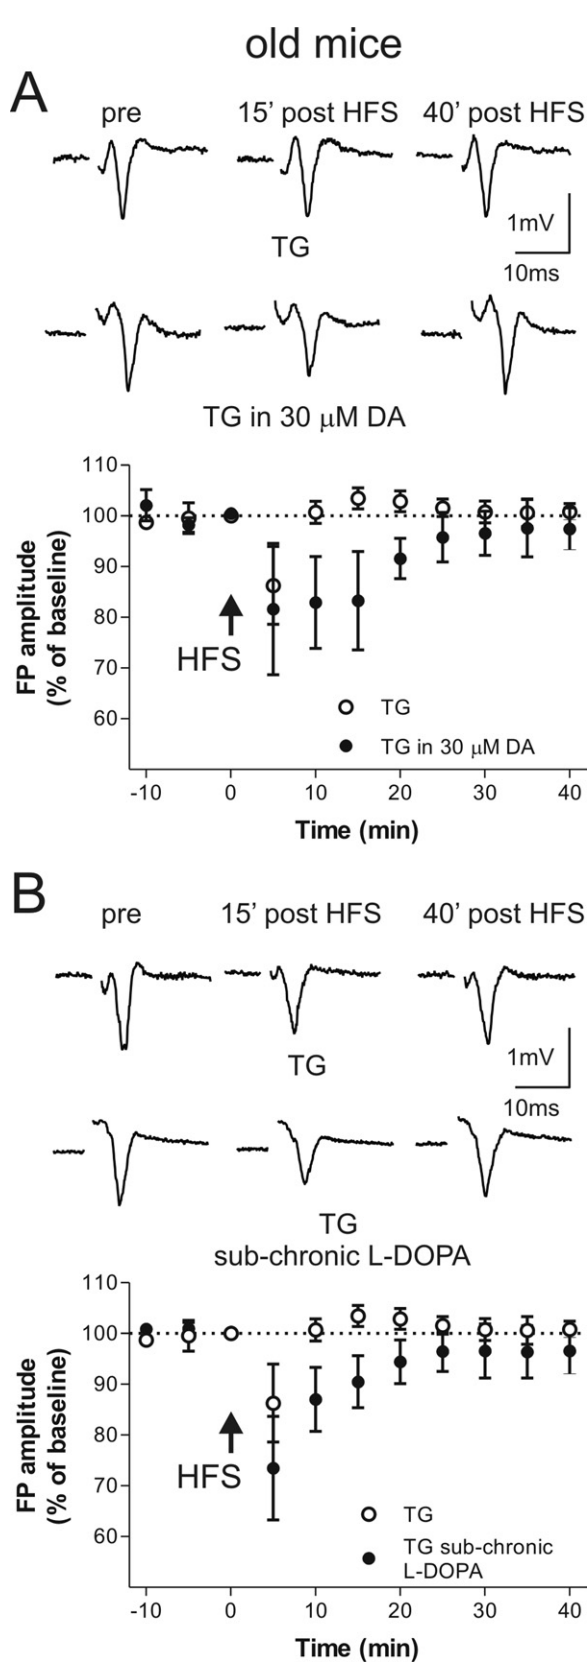 old mice
A
pre 15’ post HFS 40’ post HFS
1mV
TG
10ms
TG in 30 μM DA
110
100
90
80
70
60
FP amplitude
(% of baseline)
HFS
TG
TG in 30 μM DA
-10 0 10 20 30 40
Time (min)
B
pre 15’ post HFS 40’ post HFS
1mV
TG
10ms
TG
sub-chronic L-DOPA
110
100
90
80
70
60
FP amplitude
(% of baseline)
HFS
TG
TG sub-chronic
L-DOPA
-10 0 10 20 30 40
Time (min)